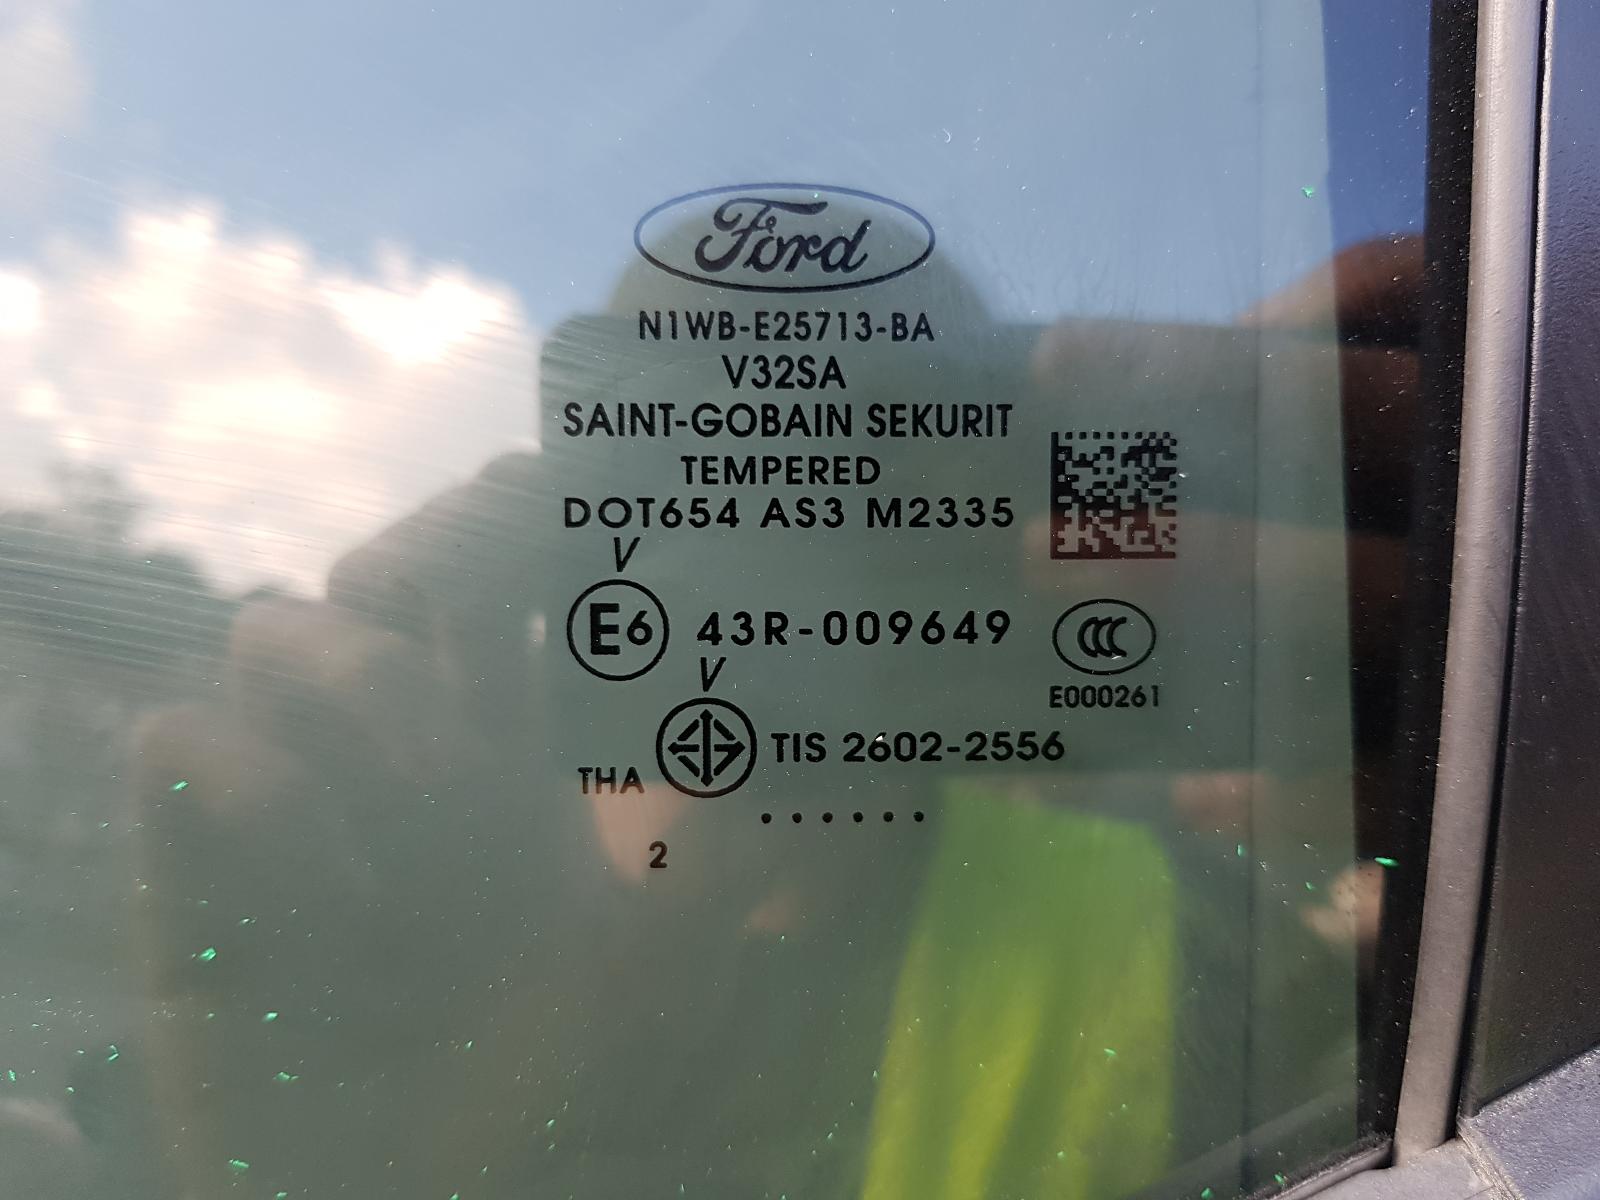 Ford
N1WB-E25713-BA
V32SA
SAINT-GOBAIN SEKURIT
TEMPERED
DOT654 AS3 M2335
V
E6 43R-009649 CCC
V
E000261
TIS 2602-2556
THA
......
2